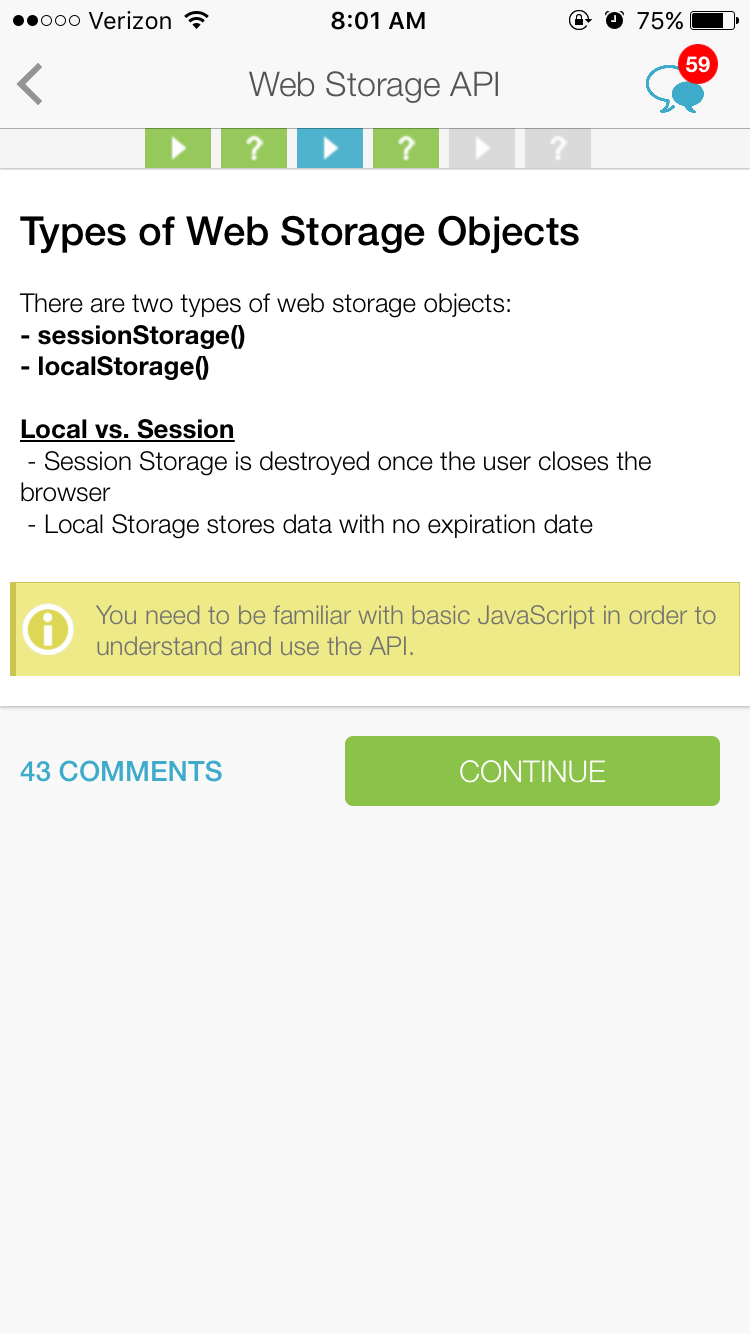 Verizon 8:01 AM 75%
Web Storage API 59
? ? ?
Types of Web Storage Objects
There are two types of web storage objects:
- sessionStorage()
- localStorage()
Local vs. Session
- Session Storage is destroyed once the user closes the
browser
- Local Storage stores data with no expiration date
i You need to be familiar with basic JavaScript in order to
understand and use the API.
43 COMMENTS CONTINUE